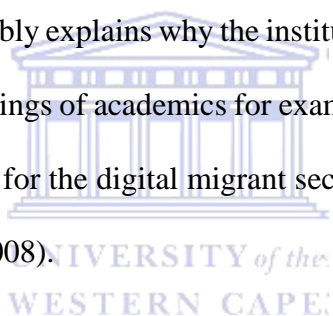 bly explains why the institu
ings of academics for exam
for the digital migrant sec
008).
UNIVERSITY of the
WESTERN CAPE